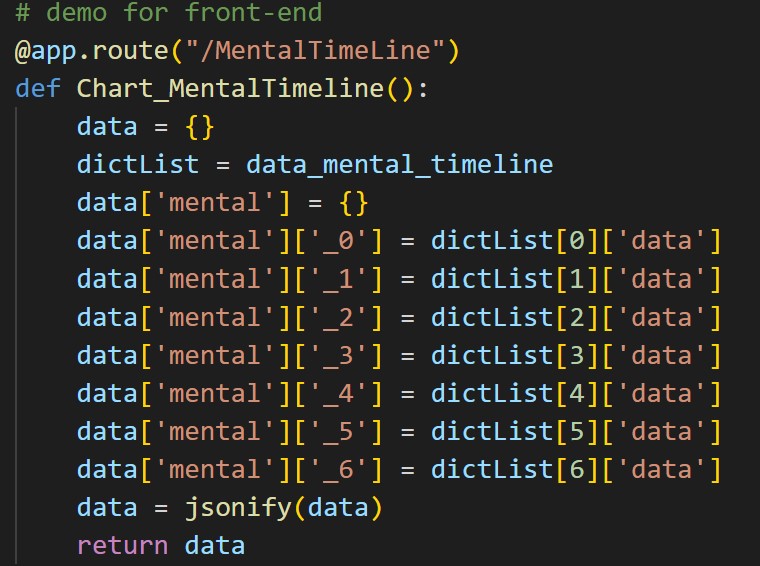 # demo for front-end
@app.route("/MentalTimeLine")
def Chart_MentalTimeline():
    data = {}
    dictList = data_mental_timeline
    data['mental'] = {}
    data['mental']['_0'] = dictList[0]['data']
    data['mental']['_1'] = dictList[1]['data']
    data['mental']['_2'] = dictList[2]['data']
    data['mental']['_3'] = dictList[3]['data']
    data['mental']['_4'] = dictList[4]['data']
    data['mental']['_5'] = dictList[5]['data']
    data['mental']['_6'] = dictList[6]['data']
    data = jsonify(data)
    return data